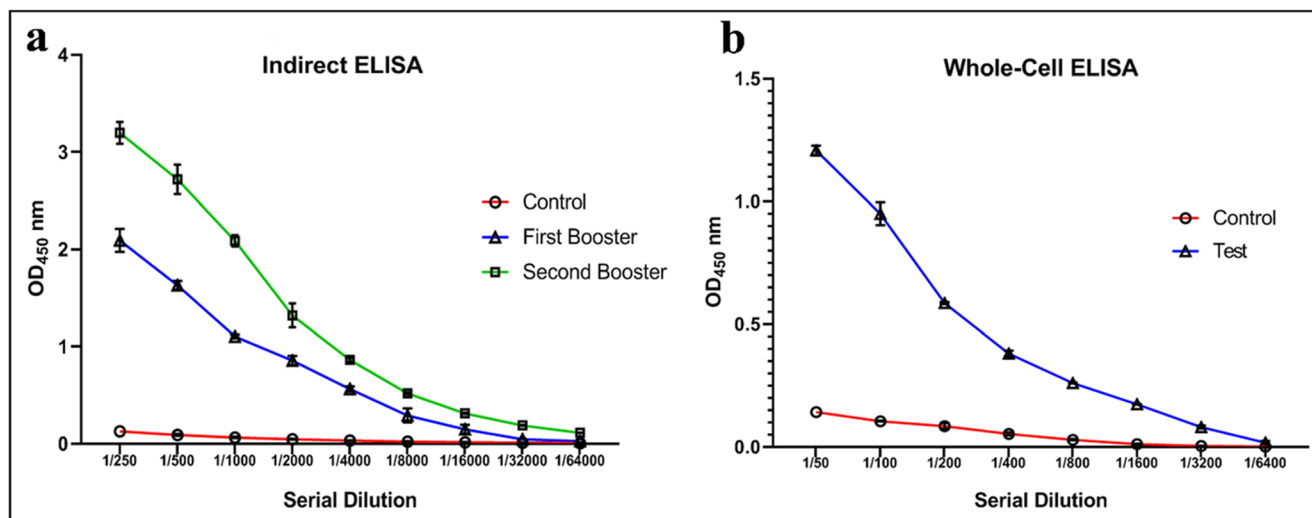 a
Indirect ELISA
4
3
2
1
0
OD450 nm
Control
First Booster
Second Booster
1/250 1/500 1/1000 1/2000 1/4000 1/8000 1/16000 1/32000 1/64000
Serial Dilution
b
Whole-Cell ELISA
1.5
1.0
0.5
0.0
OD450 nm
Control
Test
1/50 1/100 1/200 1/400 1/800 1/1600 1/3200 1/6400
Serial Dilution